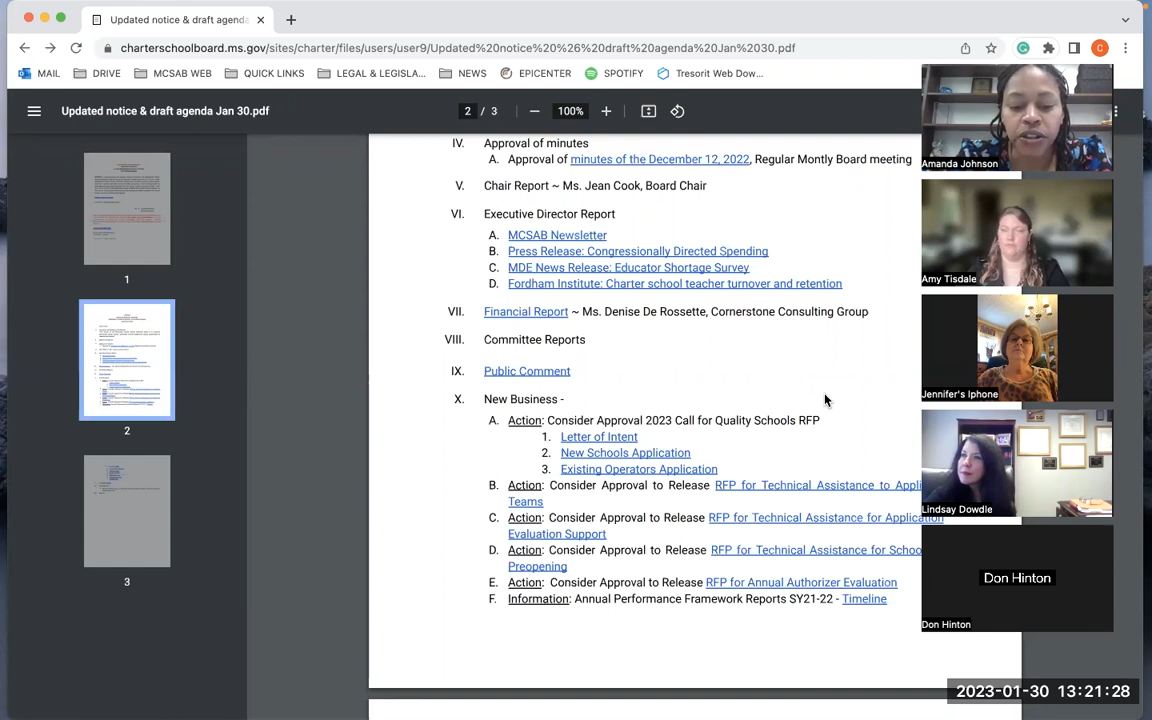 Updated notice & draft agenda
charterschoolboard.ms.gov/sites/charter/files/users/user9/Updated%20notice%20%26%20draft%20agenda%20Jan%2030.pdf
C
MAIL DRIVE MCSAB WEB QUICK LINKS LEGAL & LEGISLA... NEWS EPICENTER SPOTIFY Tresorit Web Dow...
Updated notice & draft agenda Jan 30.pdf
2 / 3 100%
1
2
3
IV. Approval of minutes
A. Approval of minutes of the December 12, 2022, Regular Montly Board meeting
V. Chair Report ~ Ms. Jean Cook, Board Chair
VI. Executive Director Report
A. MCSAB Newsletter
B. Press Release: Congressionally Directed Spending
C. MDE News Release: Educator Shortage Survey
D. Fordham Institute: Charter school teacher turnover and retention
VII. Financial Report ~ Ms. Denise De Rossette, Cornerstone Consulting Group
VIII. Committee Reports
IX. Public Comment
X. New Business -
A. Action: Consider Approval 2023 Call for Quality Schools RFP
1. Letter of Intent
2. New Schools Application
3. Existing Operators Application
B. Action: Consider Approval to Release RFP for Technical Assistance to Appli
Teams
C. Action: Consider Approval to Release RFP for Technical Assistance for Application
Evaluation Support
D. Action: Consider Approval to Release RFP for Technical Assistance for Schoo
Preopening
E. Action: Consider Approval to Release RFP for Annual Authorizer Evaluation
F. Information: Annual Performance Framework Reports SY21-22 - Timeline
Amanda Johnson
Amy Tisdale
Jennifer's Iphone
Lindsay Dowdle
Don Hinton
Don Hinton
2023-01-30 13:21:28